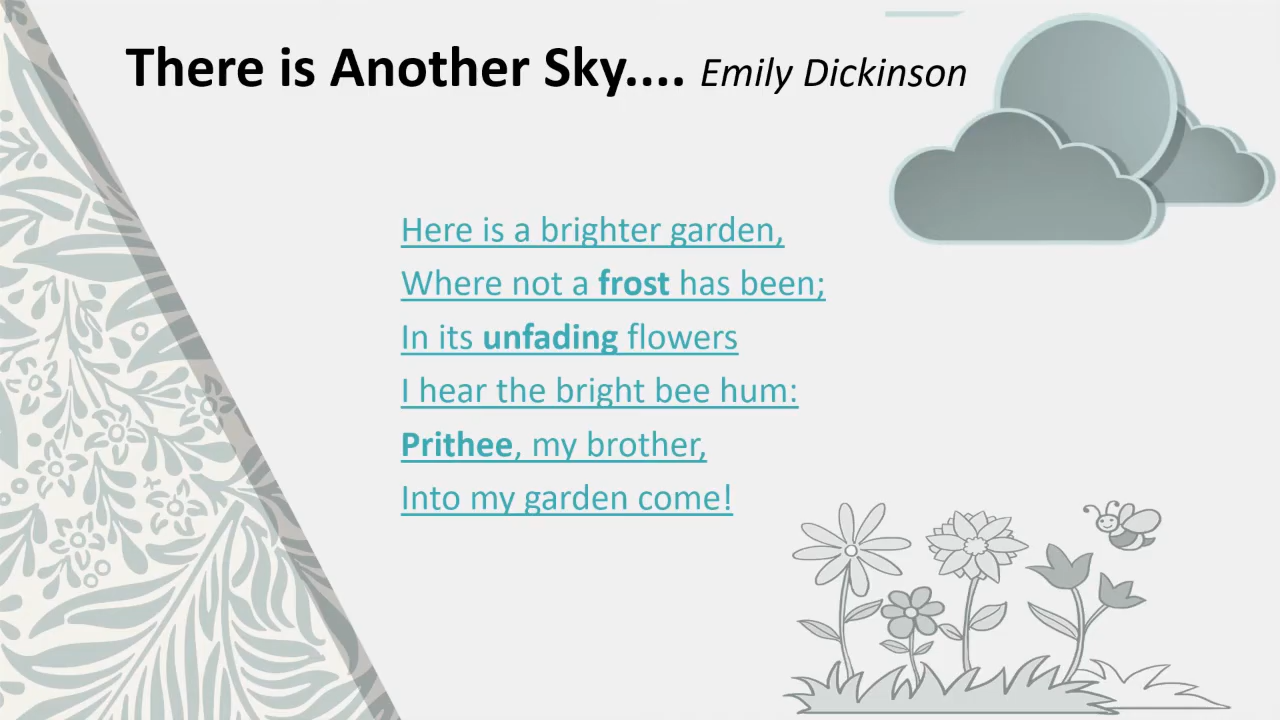 There is Another Sky.... Emily Dickinson
Here is a brighter garden,
Where not a frost has been;
In its unfading flowers
I hear the bright bee hum:
Prithee, my brother,
Into my garden come!